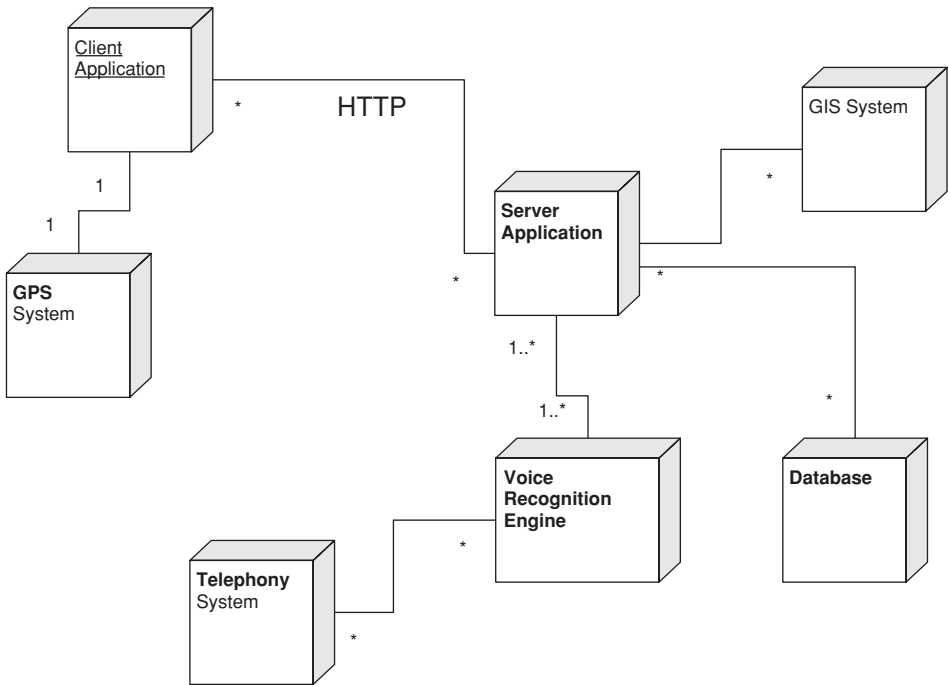 Client
Application
*
HTTP
GIS System
*
1
1
GPS
System
Server
Application
*
*
1..*
1..*
*
Voice
Recognition
Engine
Database
*
Telephony
System
*